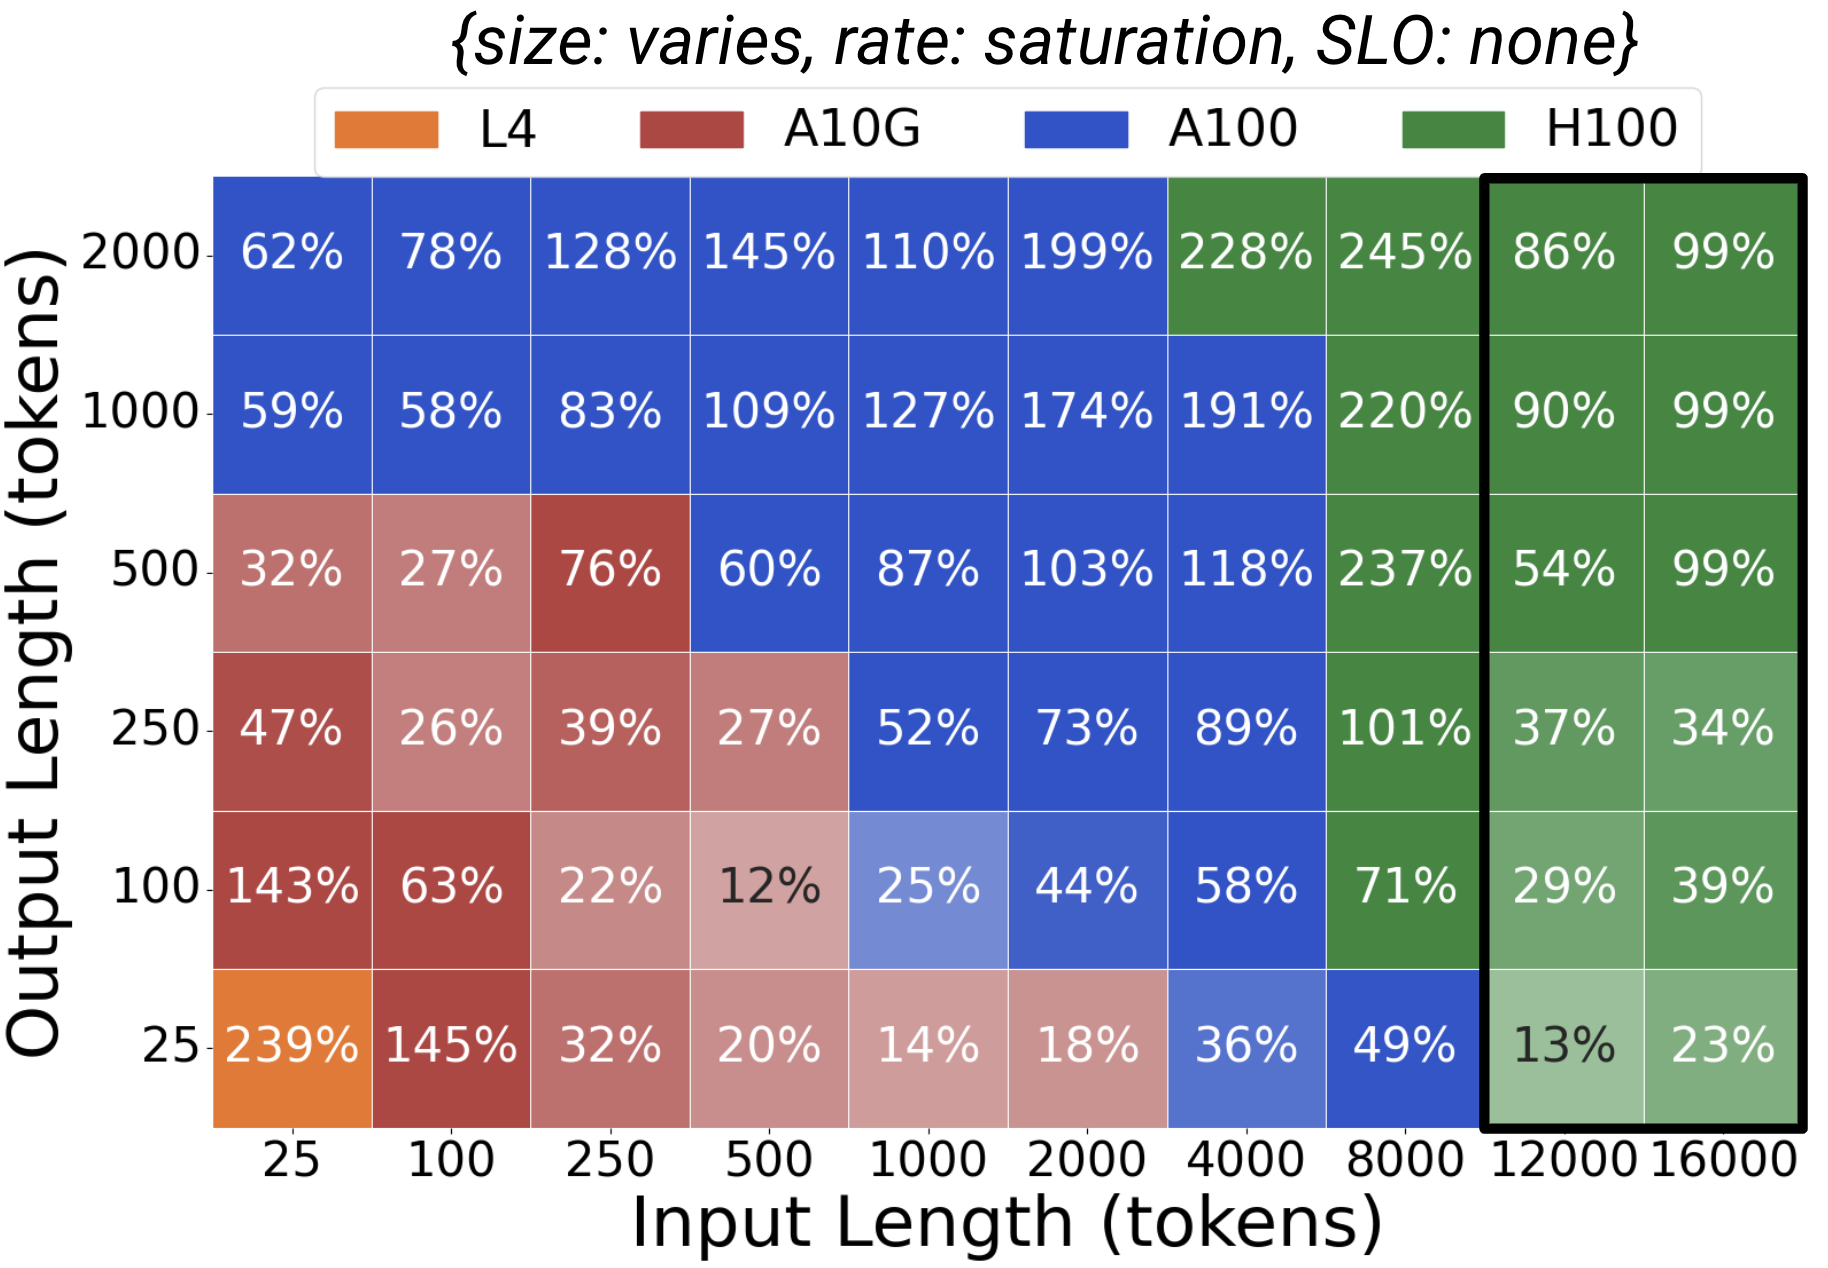 {size: varies, rate: saturation, SLO: none}
L4 A10G A100 H100
Output Length (tokens)
2000 62% 78% 128% 145% 110% 199% 228% 245% 86% 99%
1000 59% 58% 83% 109% 127% 174% 191% 220% 90% 99%
500 32% 27% 76% 60% 87% 103% 118% 237% 54% 99%
250 47% 26% 39% 27% 52% 73% 89% 101% 37% 34%
100 143% 63% 22% 12% 25% 44% 58% 71% 29% 39%
25 239% 145% 32% 20% 14% 18% 36% 49% 13% 23%
25 100 250 500 1000 2000 4000 8000 12000 16000
Input Length (tokens)